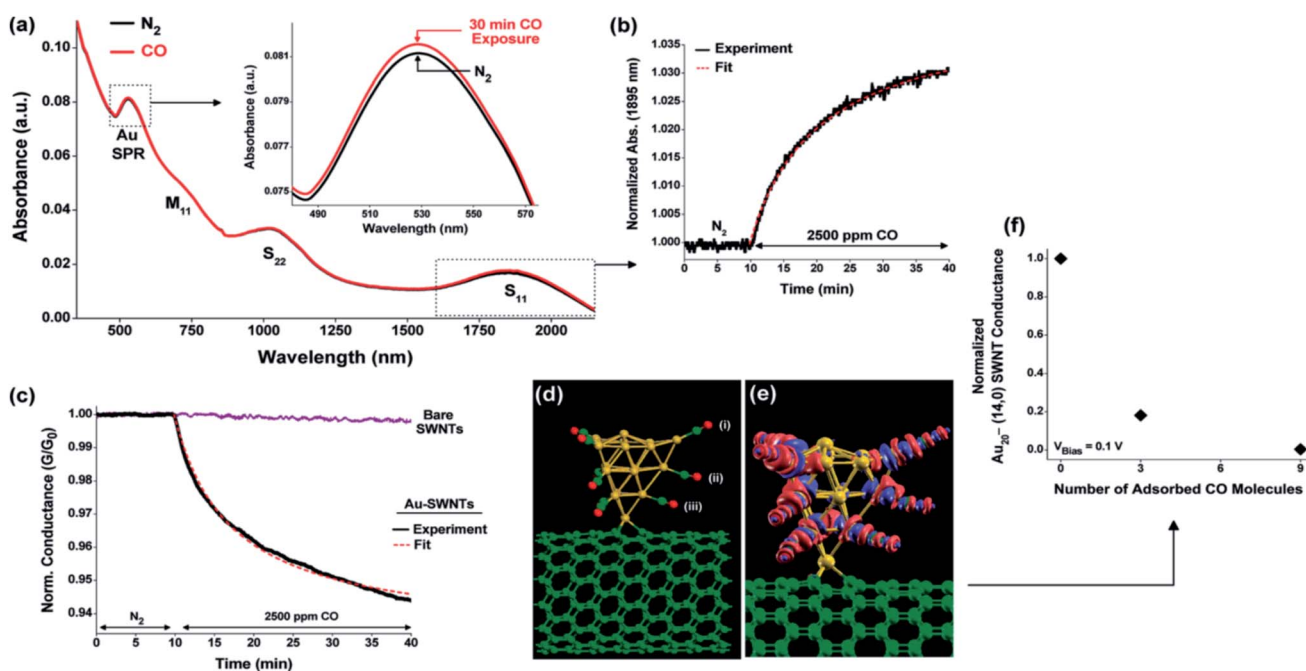 (a)
N2
CO
Absorbance (a.u.)
0.10
0.08
0.06
0.04
0.02
0.00
Au
SPR
M11
S22
S11
500
750
1000
1250
1500
1750
2000
Wavelength (nm)
30 min CO
Exposure
N2
Absorbance (a.u.)
0.081
0.079
0.077
0.075
490
510
530
550
570
Wavelength (nm)
(b)
Normalized Abs. (1895 nm)
1.030
1.025
1.020
1.015
1.010
1.005
1.000
Experiment
Fit
N2
2500 ppm CO
0
5
10
15
20
25
30
35
40
Time (min)
(c)
Norm. Conductance (G/G0)
1.00
0.99
0.98
0.97
0.96
0.95
0.94
Bare
SWNTs
Au-SWNTs
Experiment
Fit
N2
2500 ppm CO
0
5
10
15
20
25
30
35
40
Time (min)
(d)
(i)
(ii)
(iii)
(e)
(f)
Normalized
Au20– (14,0) SWNT Conductance
1.0
0.8
0.6
0.4
0.2
0.0
VBias = 0.1 V
0
3
6
9
Number of Adsorbed CO Molecules